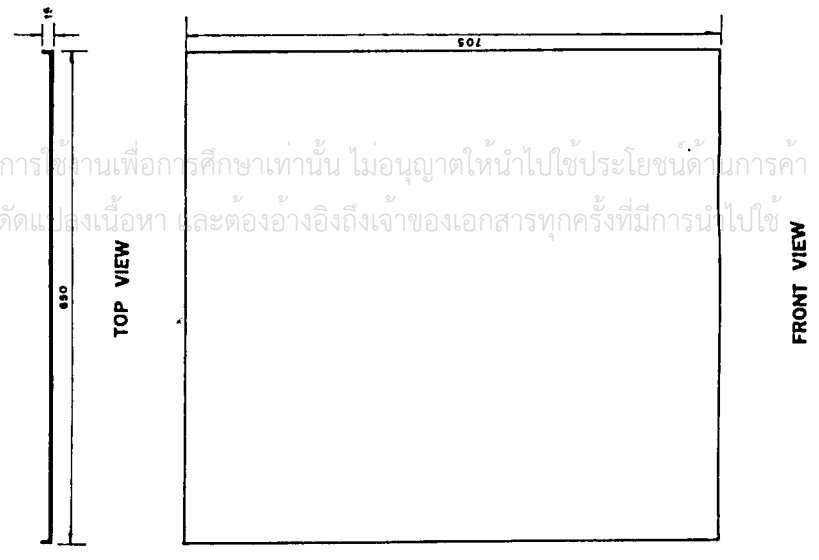 15
705
การใช้งานเพื่อการศึกษาเท่านั้น ไม่อนุญาตให้นำไปใช้ประโยชน์ด้านการค้า
ดัดแปลงเนื้อหา และต้องอ้างอิงถึงเจ้าของเอกสารทุกครั้งที่มีการนำไปใช้
650
TOP VIEW
FRONT VIEW